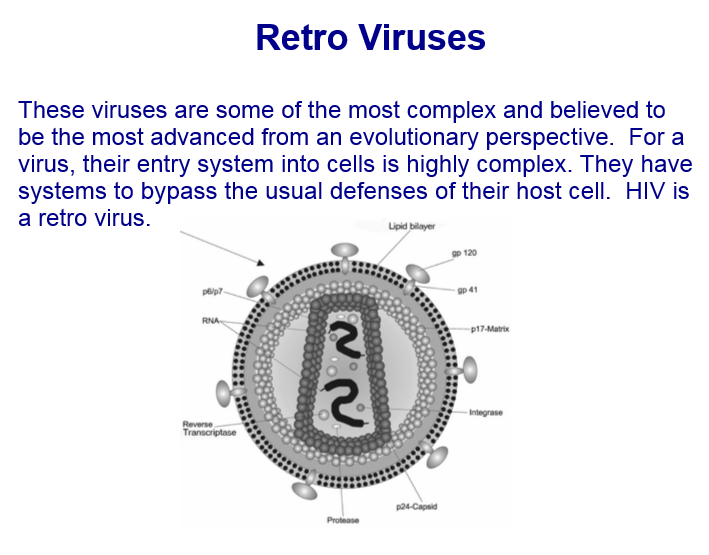 Retro Viruses
These viruses are some of the most complex and believed to
be the most advanced from an evolutionary perspective.  For a
virus, their entry system into cells is highly complex. They have
systems to bypass the usual defenses of their host cell.  HIV is
a retro virus.
Lipid bilayer
gp 120
p6/p7
gp 41
RNA
p17-Matrix
Integrase
Reverse
Transcriptase
p24-Capsid
Protease